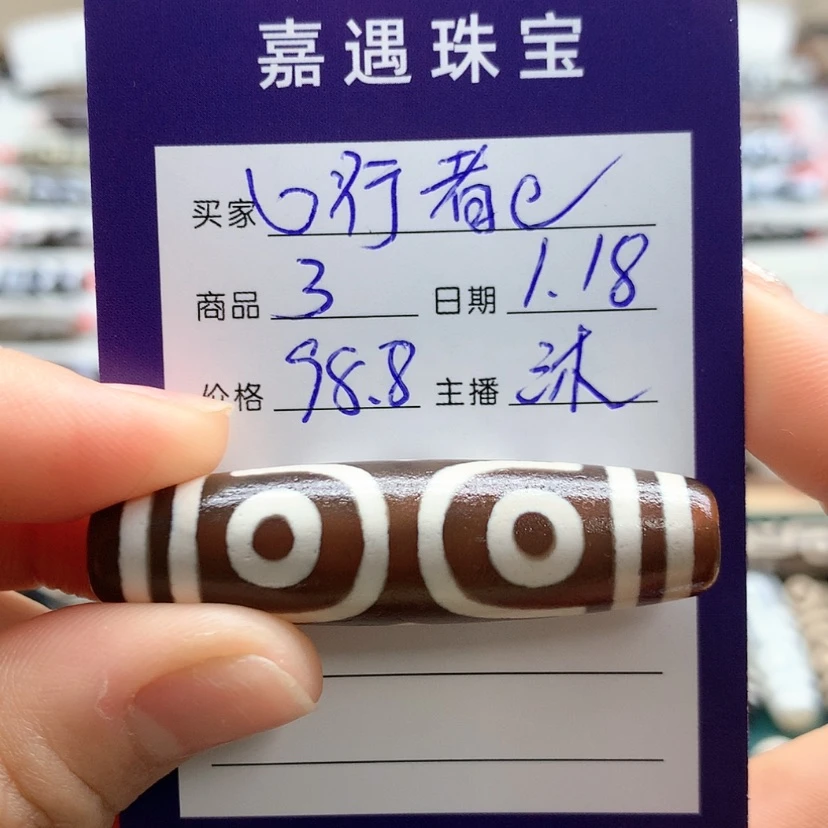 嘉遇珠宝
买家 行者e
商品 3 日期 1.18
价格 98.8 主播 沐